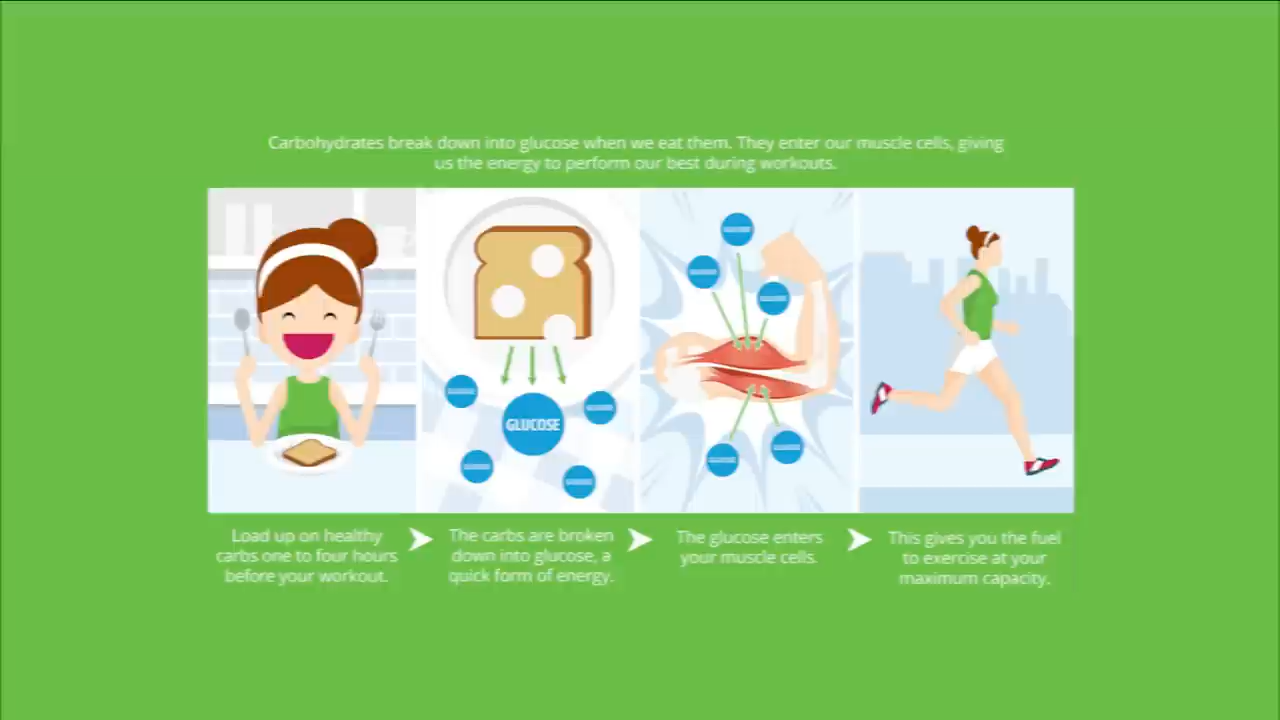 Carbohydrates break down into glucose when we eat them. They enter our muscle cells, giving
us the energy to perform our best during workouts.
GLUCOSE
Load up on healthy
carbs one to four hours
before your workout.
The carbs are broken
down into glucose, a
quick form of energy.
The glucose enters
your muscle cells.
This gives you the fuel
to exercise at your
maximum capacity.